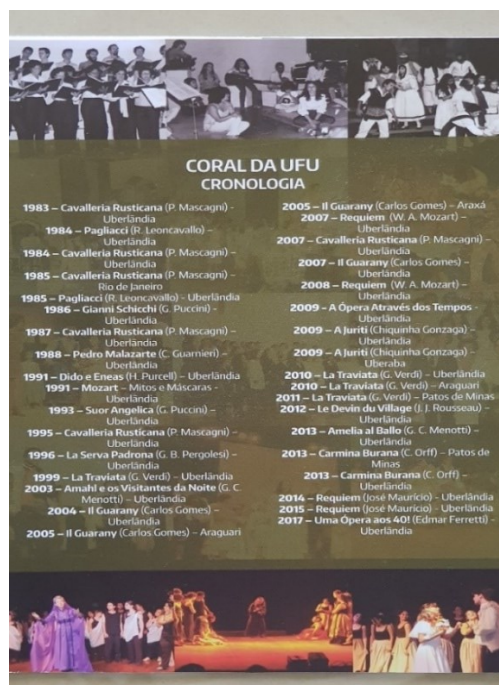 CORAL DA UFU
CRONOLOGIA
1983 – Cavalleria Rusticana (P. Mascagni) -
Uberlândia
1984 – Pagliacci (R. Leoncavallo) –
Uberlândia
1984 – Cavalleria Rusticana (P. Mascagni) –
Uberlândia
1985 – Cavalleria Rusticana (P. Mascagni) –
Rio de Janeiro
1985 – Pagliacci (R. Leoncavallo) - Uberlândia
1986 – Gianni Schicchi (G. Puccini) –
Uberlândia
1987 – Cavalleria Rusticana (P. Mascagni) –
Uberlândia
1988 – Pedro Malazarte (C. Guarnieri) –
Uberlândia
1991 – Dido e Eneas (H. Purcell) – Uberlândia
1991 – Mozart – Mitos e Máscaras -
Uberlândia
1993 – Suor Angelica (G. Puccini) –
Uberlândia
1995 – Cavalleria Rusticana (P. Mascagni) –
Uberlândia
1996 – La Serva Padrona (G. B. Pergolesi) –
Uberlândia
1999 – La Traviata (G. Verdi) – Uberlândia
2003 – Amahl e os Visitantes da Noite (G. C.
Menotti) – Uberlândia
2004 – Il Guarany (Carlos Gomes) –
Uberlândia
2005 – Il Guarany (Carlos Gomes) – Araguari
2005 – Il Guarany (Carlos Gomes) – Araxá
2007 – Requiem (W. A. Mozart) –
Uberlândia
2007 – Cavalleria Rusticana (P. Mascagni) –
Uberlândia
2007 – Il Guarany (Carlos Gomes) –
Uberlândia
2008 – Requiem (W. A. Mozart) –
Uberlândia
2009 – A Ópera Através dos Tempos -
Uberlândia
2009 – A Juriti (Chiquinha Gonzaga) –
Uberlândia
2009 – A Juriti (Chiquinha Gonzaga) –
Uberaba
2010 – La Traviata (G. Verdi) – Uberlândia
2010 – La Traviata (G. Verdi) – Araguari
2011 – La Traviata (G. Verdi) – Patos de Minas
2012 – Le Devin du Village (J. J. Rousseau) –
Uberlândia
2013 – Amelia al Ballo (G. C. Menotti) –
Uberlândia
2013 – Carmina Burana (C. Orff) – Patos de
Minas
2013 – Carmina Burana (C. Orff) –
Uberlândia
2014 – Requiem (José Maurício) - Uberlândia
2015 – Requiem (José Maurício) - Uberlândia
2017 – Uma Ópera aos 40! (Edmar Ferretti) -
Uberlândia